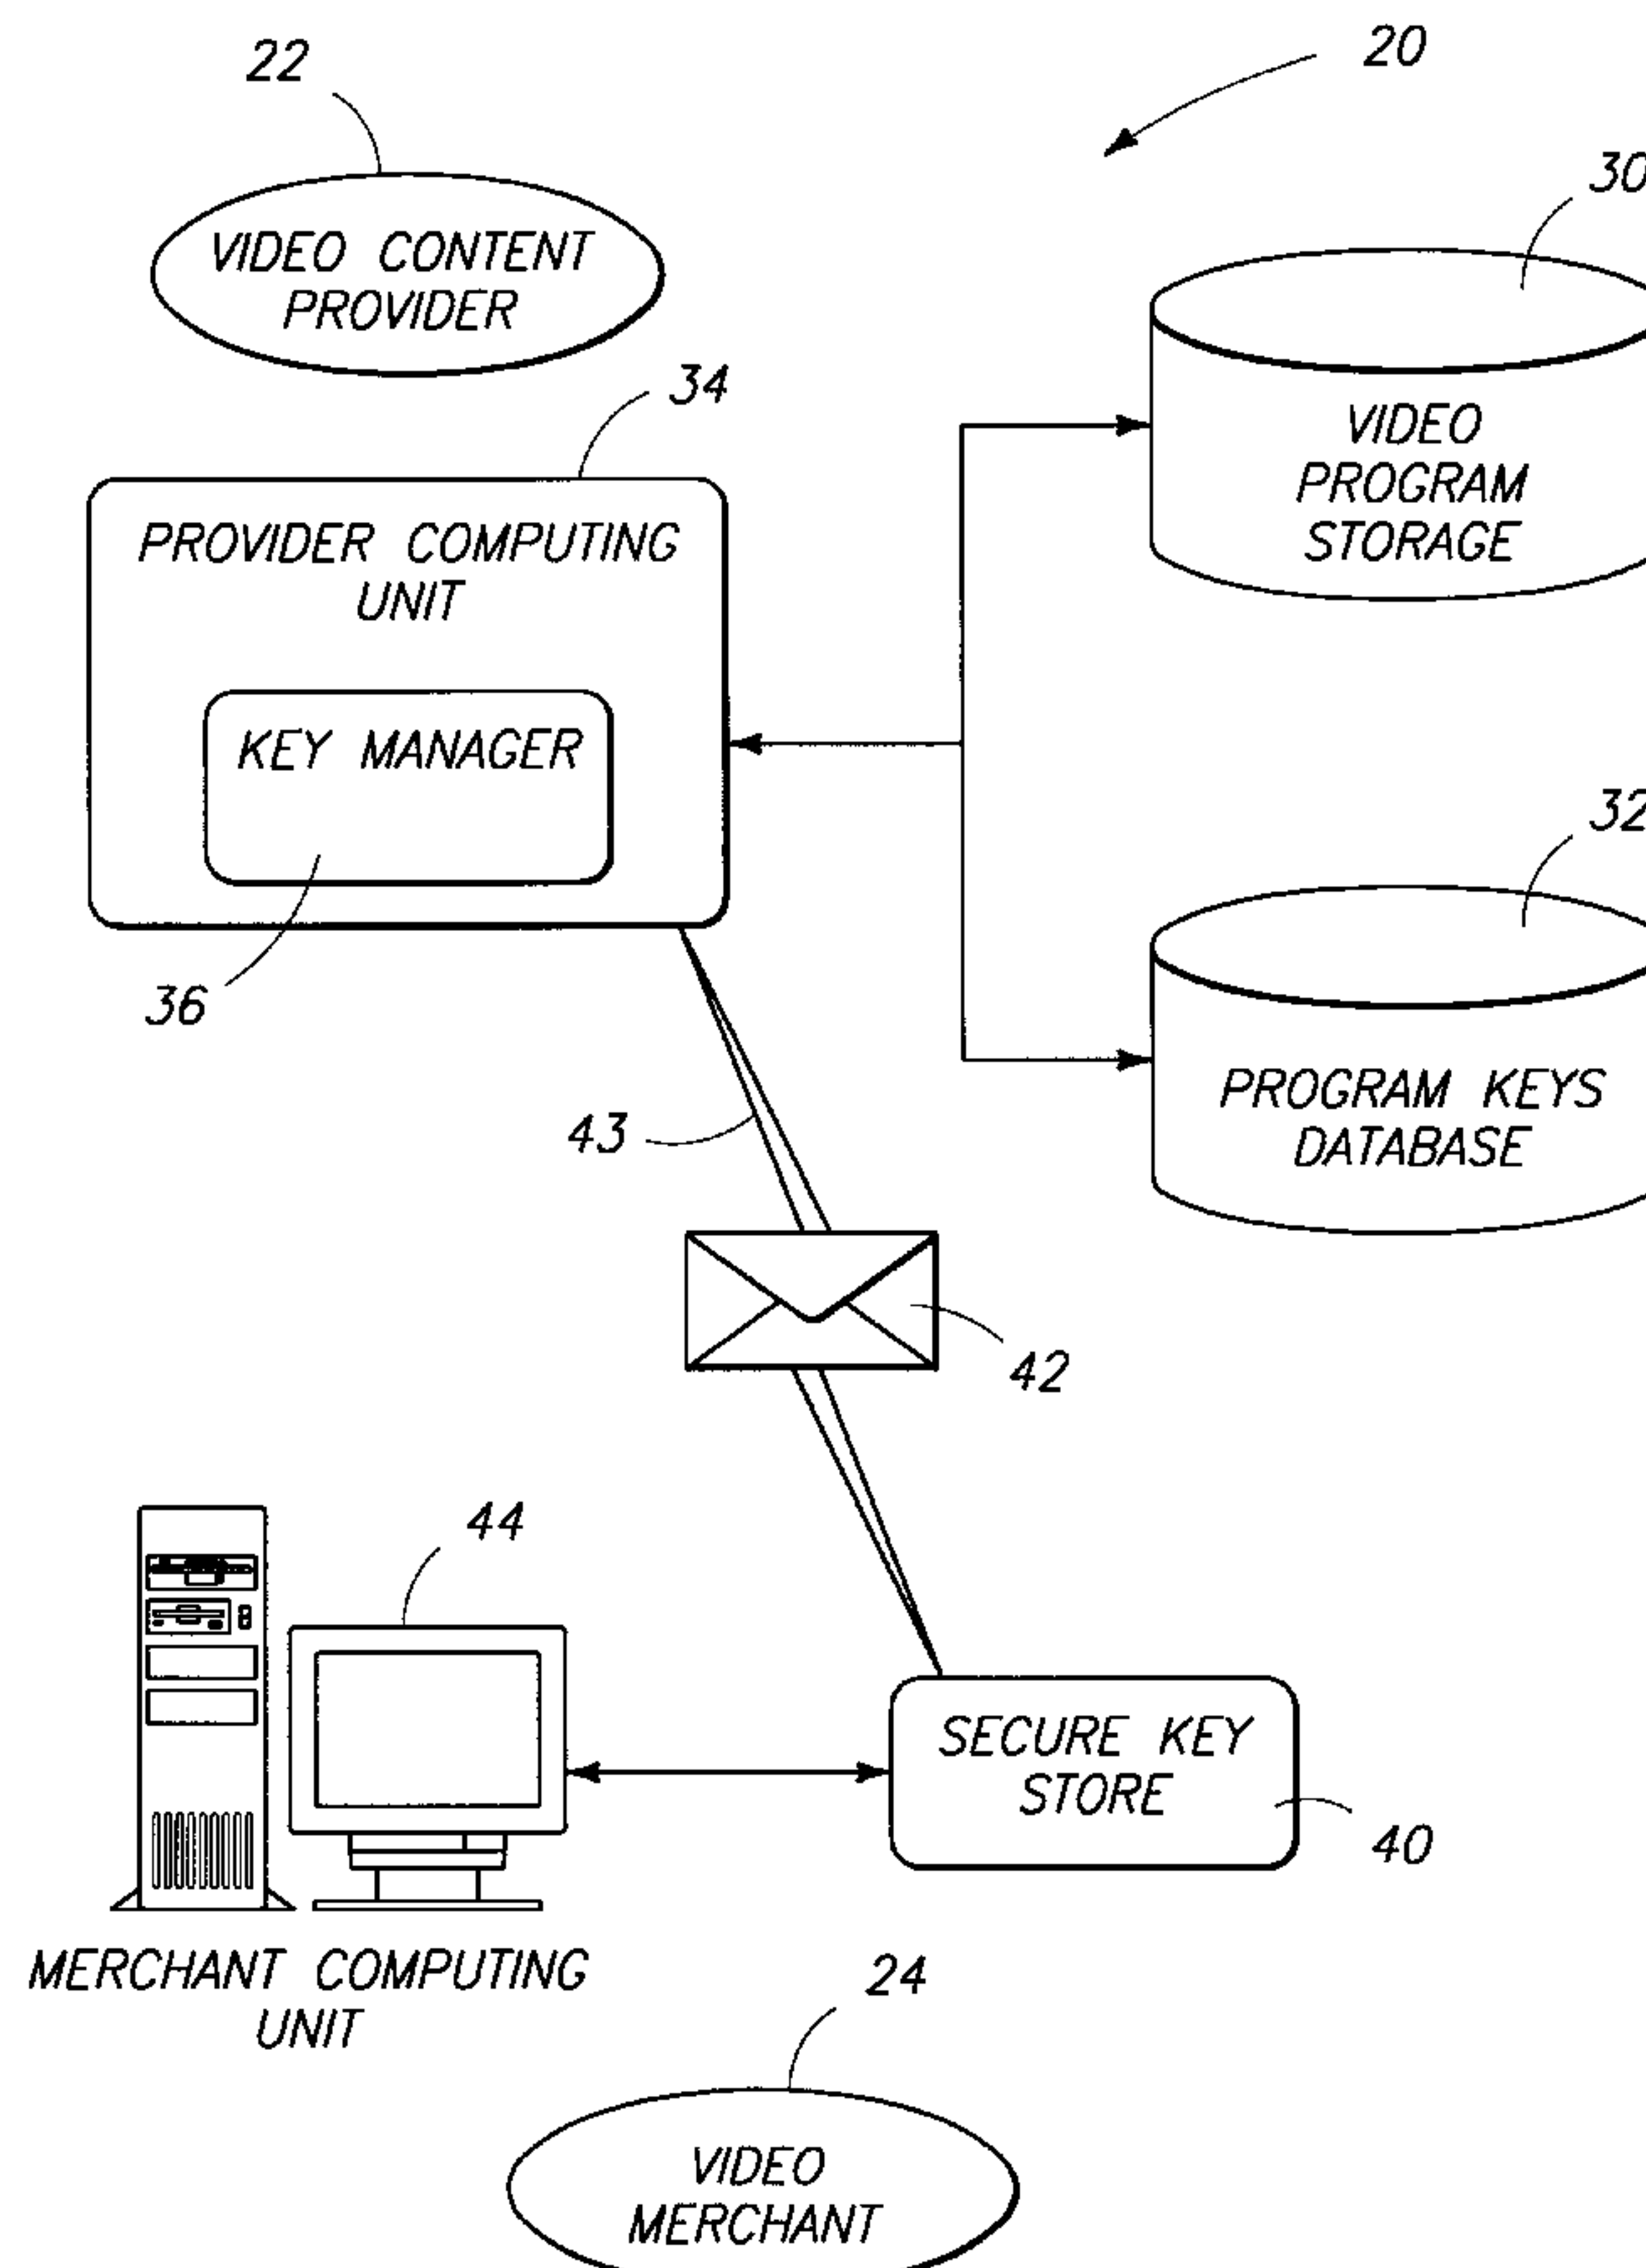 22
20
30
VIDEO CONTENT
PROVIDER
34
VIDEO
PROGRAM
STORAGE
PROVIDER COMPUTING
UNIT
KEY MANAGER
32
36
PROGRAM KEYS
DATABASE
43
42
44
SECURE KEY
STORE
40
MERCHANT COMPUTING
UNIT
24
VIDEO
MERCHANT